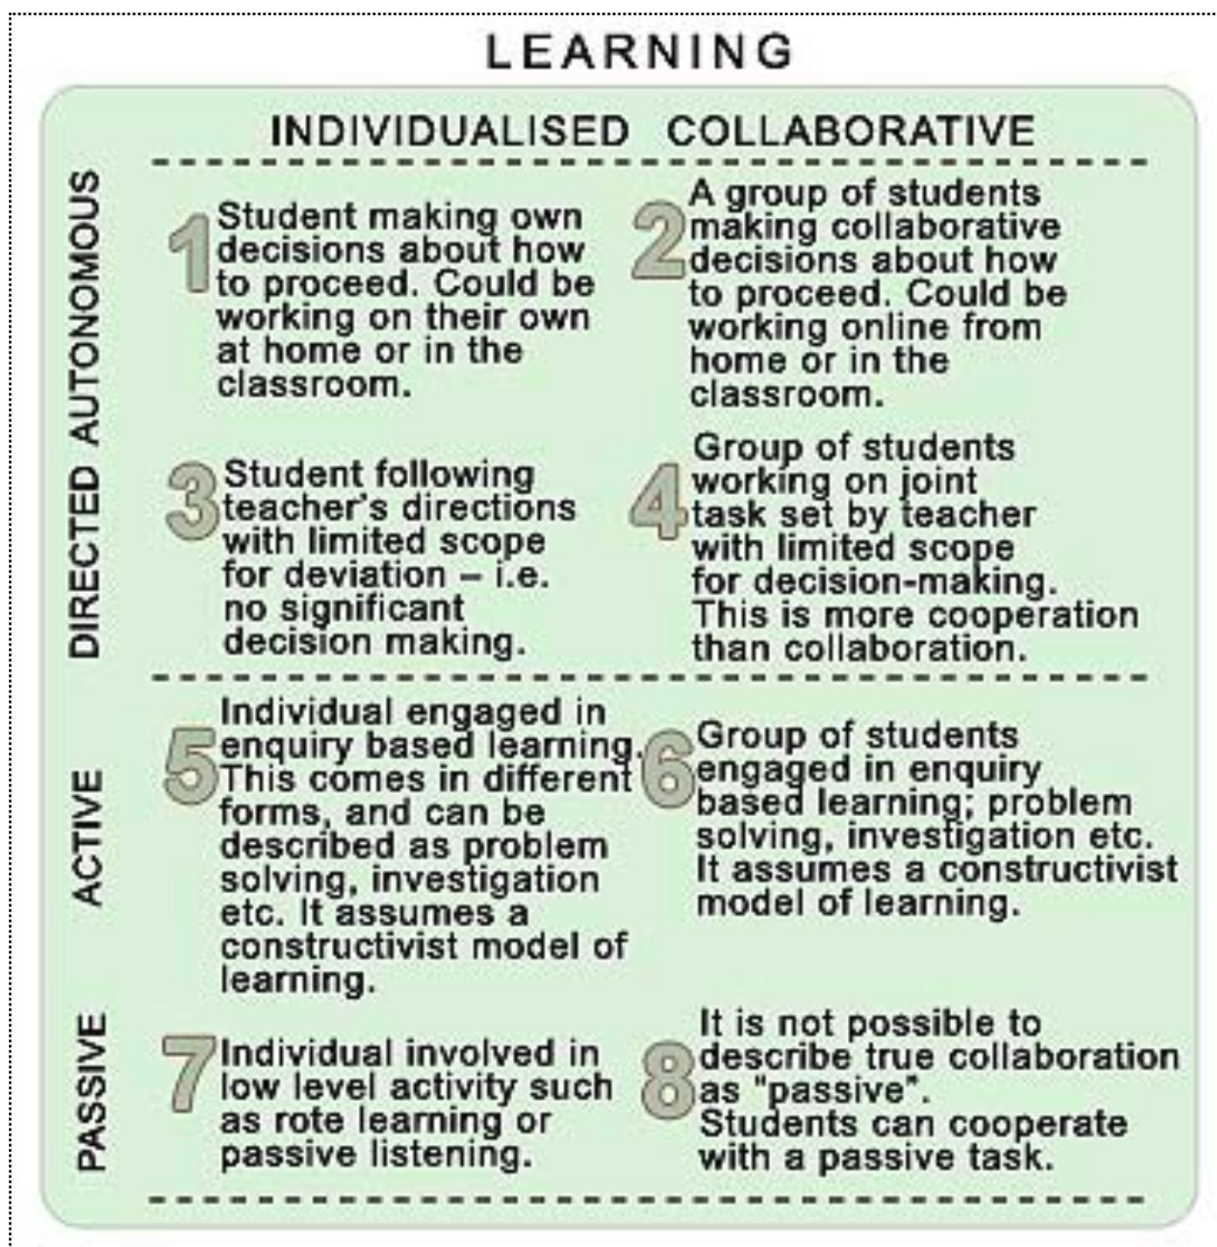 LEARNING
INDIVIDUALISED COLLABORATIVE
DIRECTED AUTONOMOUS
1
Student making own
decisions about how
to proceed. Could be
working on their own
at home or in the
classroom.
2
A group of students
making collaborative
decisions about how
to proceed. Could be
working online from
home or in the
classroom.
3
Student following
teacher's directions
with limited scope
for deviation – i.e.
no significant
decision making.
4
Group of students
working on joint
task set by teacher
with limited scope
for decision-making.
This is more cooperation
than collaboration.
ACTIVE
5
Individual engaged in
enquiry based learning.
This comes in different
forms, and can be
described as problem
solving, investigation
etc. It assumes a
constructivist model of
learning.
6
Group of students
engaged in enquiry
based learning; problem
solving, investigation etc.
It assumes a constructivist
model of learning.
PASSIVE
7
Individual involved in
low level activity such
as rote learning or
passive listening.
8
It is not possible to
describe true collaboration
as "passive".
Students can cooperate
with a passive task.